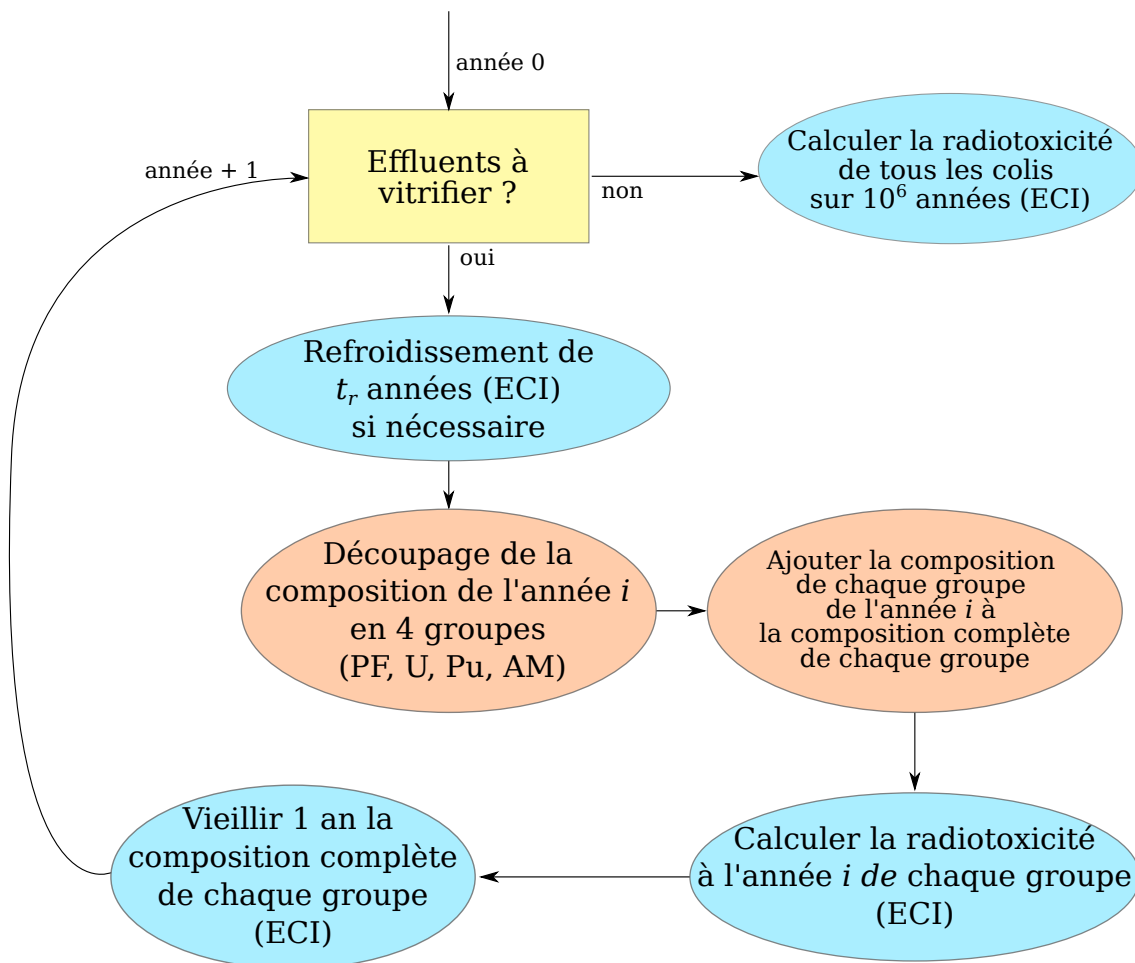 année 0
Effluents à
vitrifier ?
année + 1
non
oui
Calculer la radiotoxicité
de tous les colis
sur 10⁶ années (ECI)
Refroidissement de
tᵣ années (ECI)
si nécessaire
Découpage de la
composition de l'année i
en 4 groupes
(PF, U, Pu, AM)
Ajouter la composition
de chaque groupe
de l'année i à
la composition complète
de chaque groupe
Calculer la radiotoxicité
à l'année i de chaque groupe
(ECI)
Vieillir 1 an la
composition complète
de chaque groupe
(ECI)